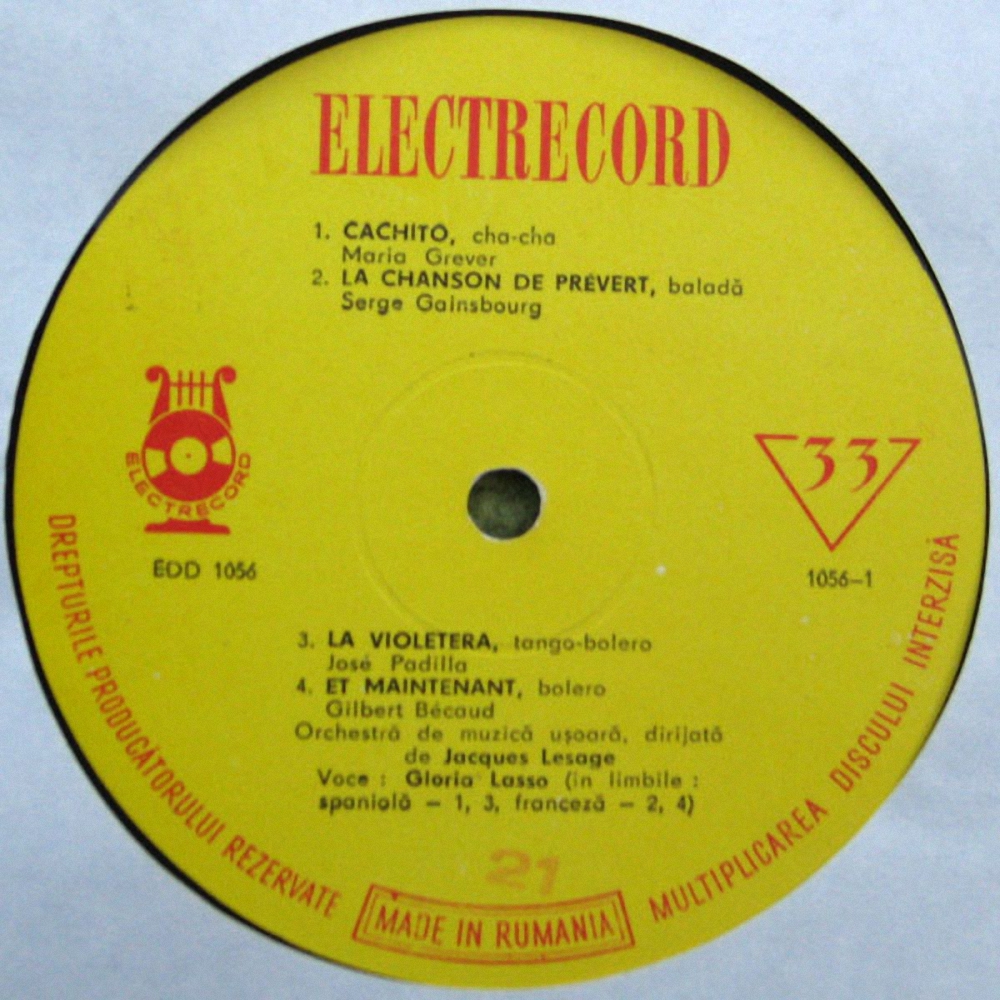 ELECTRECORD
1. CACHITO, cha-cha
Maria Grever
2. LA CHANSON DE PRÉVERT, baladă
Serge Gainsbourg
33
ELECTRECORD
EDD 1056
1056-1
3. LA VIOLETERA, tango-bolero
José Padilla
4. ET MAINTENANT, bolero
Gilbert Bécaud
Orchestră de muzică ușoară, dirijată
de Jacques Lesage
Voce : Gloria Lasso (în limbile :
spaniolă – 1, 3, franceză – 2, 4)
21
DREPTURILE PRODUCĂTORULUI REZERVATE
MADE IN RUMANIA
MULTIPLICAREA DISCULUI INTERZISĂ